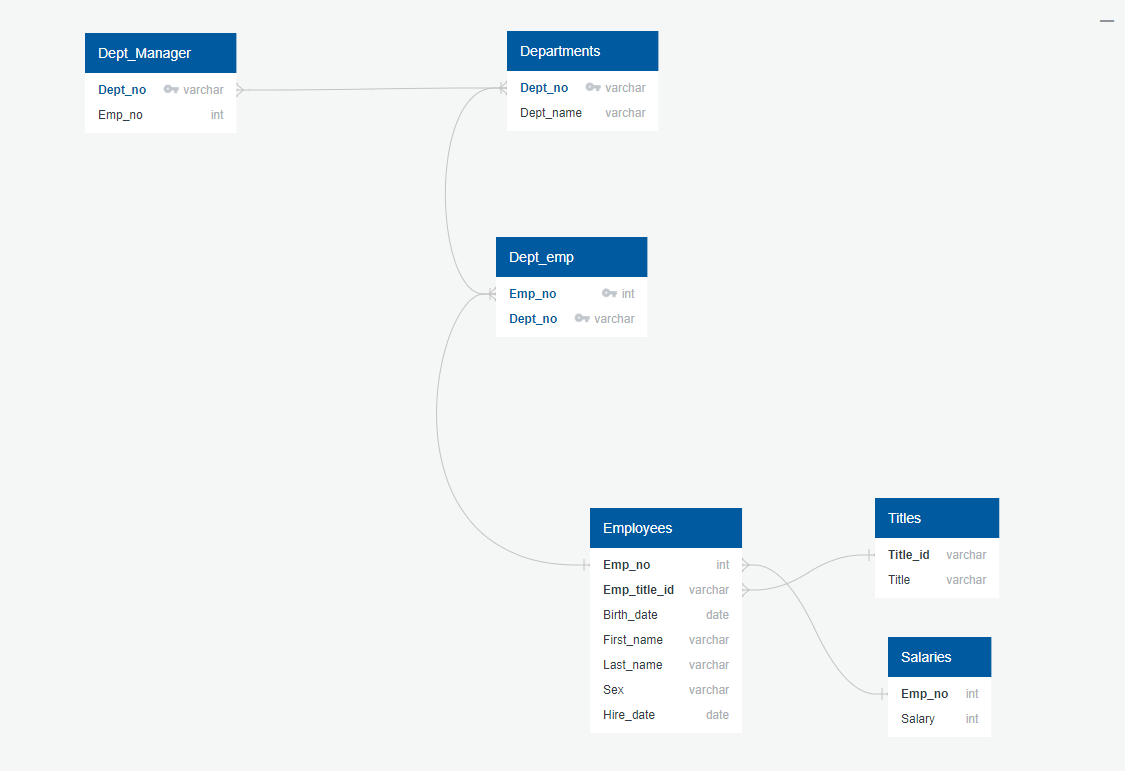 Dept_Manager
Dept_no varchar
Emp_no int
Departments
Dept_no varchar
Dept_name varchar
Dept_emp
Emp_no int
Dept_no varchar
Employees
Emp_no int
Emp_title_id varchar
Birth_date date
First_name varchar
Last_name varchar
Sex varchar
Hire_date date
Titles
Title_id varchar
Title varchar
Salaries
Emp_no int
Salary int